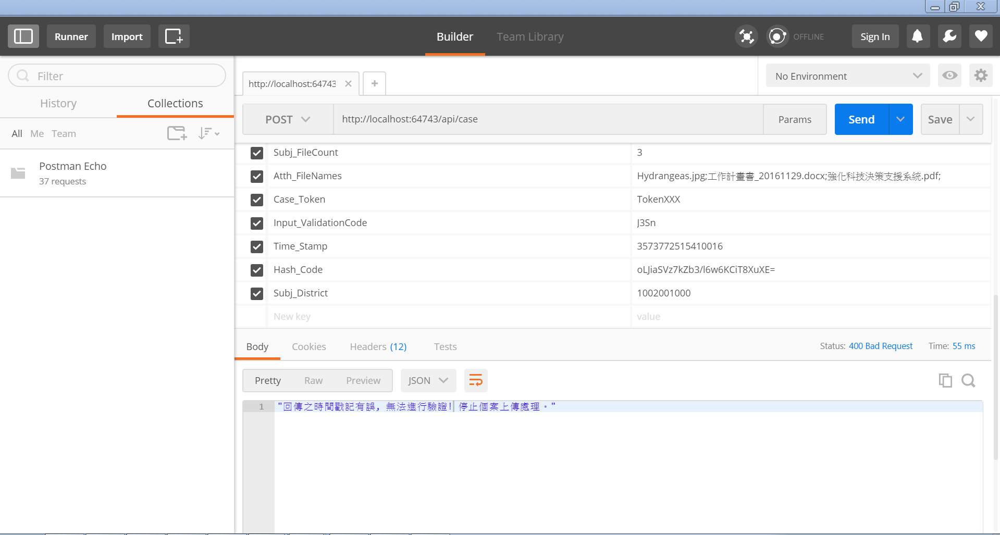 Runner
Import
Builder
Team Library
OFFLINE
Sign In
Filter
History
Collections
All
Me
Team
Postman Echo
37 requests
http://localhost:64743
No Environment
POST
http://localhost:64743/api/case
Params
Send
Save
Subj_FileCount 3
Atth_FileNames Hydrangeas.jpg;工作計畫書_20161129.docx;強化科技決策支援系統.pdf;
Case_Token TokenXXX
Input_ValidationCode J3Sn
Time_Stamp 3573772515410016
Hash_Code oLJiaSVz7kZb3/l6w6KCiT8XuXE=
Subj_District 1002001000
New key value
Body
Cookies
Headers (12)
Tests
Status: 400 Bad Request
Time: 55 ms
Pretty
Raw
Preview
JSON
1 "回傳之時間戳記有誤, 無法進行驗證! 停止個案上傳處理。"